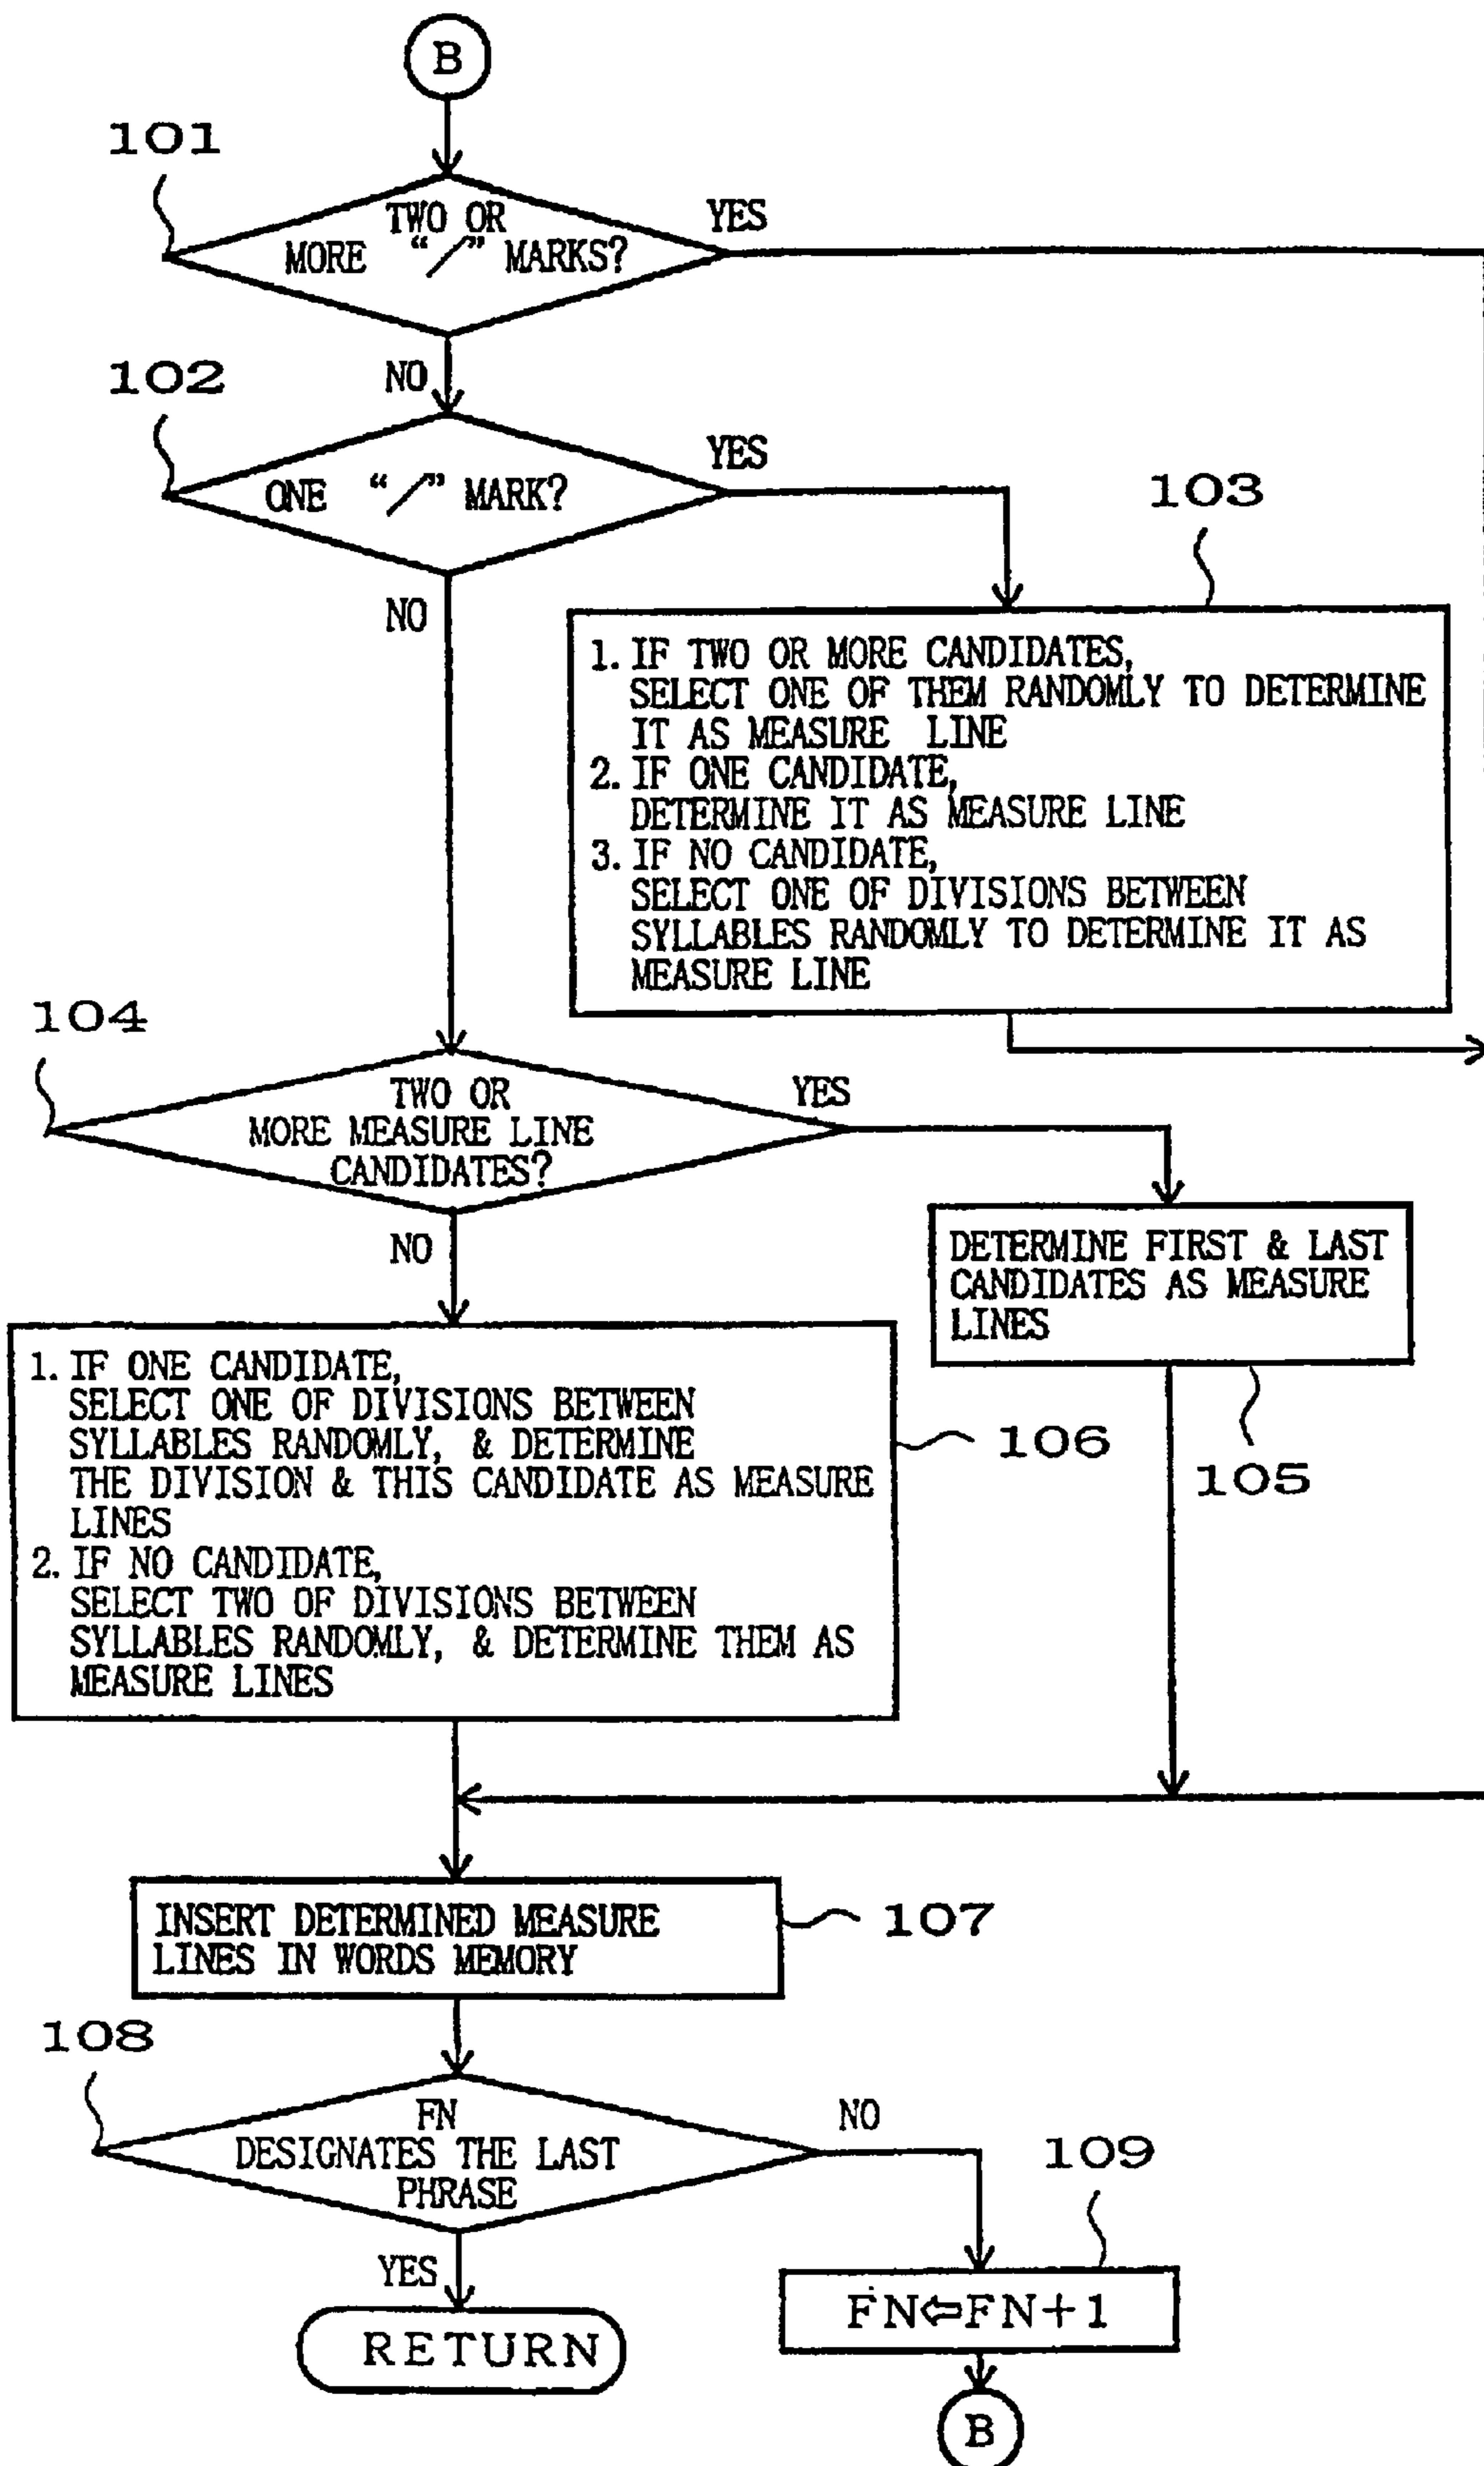 B
101
TWO OR
MORE “/” MARKS?
YES
NO
102
ONE “/” MARK?
YES
NO
103
1. IF TWO OR MORE CANDIDATES,
SELECT ONE OF THEM RANDOMLY TO DETERMINE
IT AS MEASURE LINE
2. IF ONE CANDIDATE,
DETERMINE IT AS MEASURE LINE
3. IF NO CANDIDATE,
SELECT ONE OF DIVISIONS BETWEEN
SYLLABLES RANDOMLY TO DETERMINE IT AS
MEASURE LINE
104
TWO OR
MORE MEASURE LINE
CANDIDATES?
YES
NO
DETERMINE FIRST & LAST
CANDIDATES AS MEASURE
LINES
105
1. IF ONE CANDIDATE,
SELECT ONE OF DIVISIONS BETWEEN
SYLLABLES RANDOMLY, & DETERMINE
THE DIVISION & THIS CANDIDATE AS MEASURE
LINES
2. IF NO CANDIDATE,
SELECT TWO OF DIVISIONS BETWEEN
SYLLABLES RANDOMLY, & DETERMINE THEM AS
MEASURE LINES
106
INSERT DETERMINED MEASURE
LINES IN WORDS MEMORY
107
108
FN
DESIGNATES THE LAST
PHRASE
NO
YES
109
FN⇦FN+1
RETURN
B